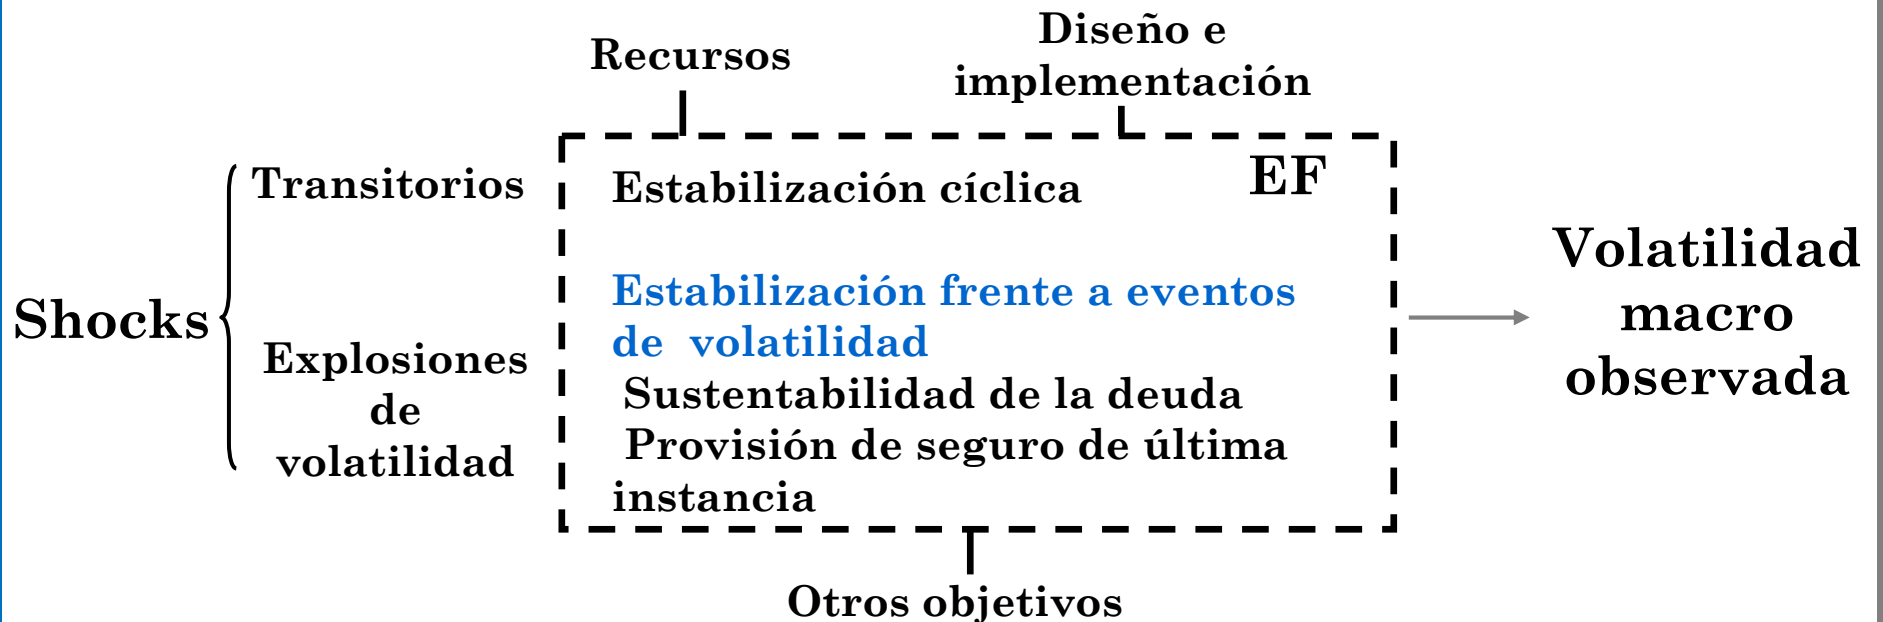 Recursos
Diseño e
implementación
Transitorios
Estabilización cíclica
EF
Shocks
Explosiones
de
volatilidad
Estabilización frente a eventos
de volatilidad
Sustentabilidad de la deuda
Provisión de seguro de última
instancia
Volatilidad
macro
observada
Otros objetivos